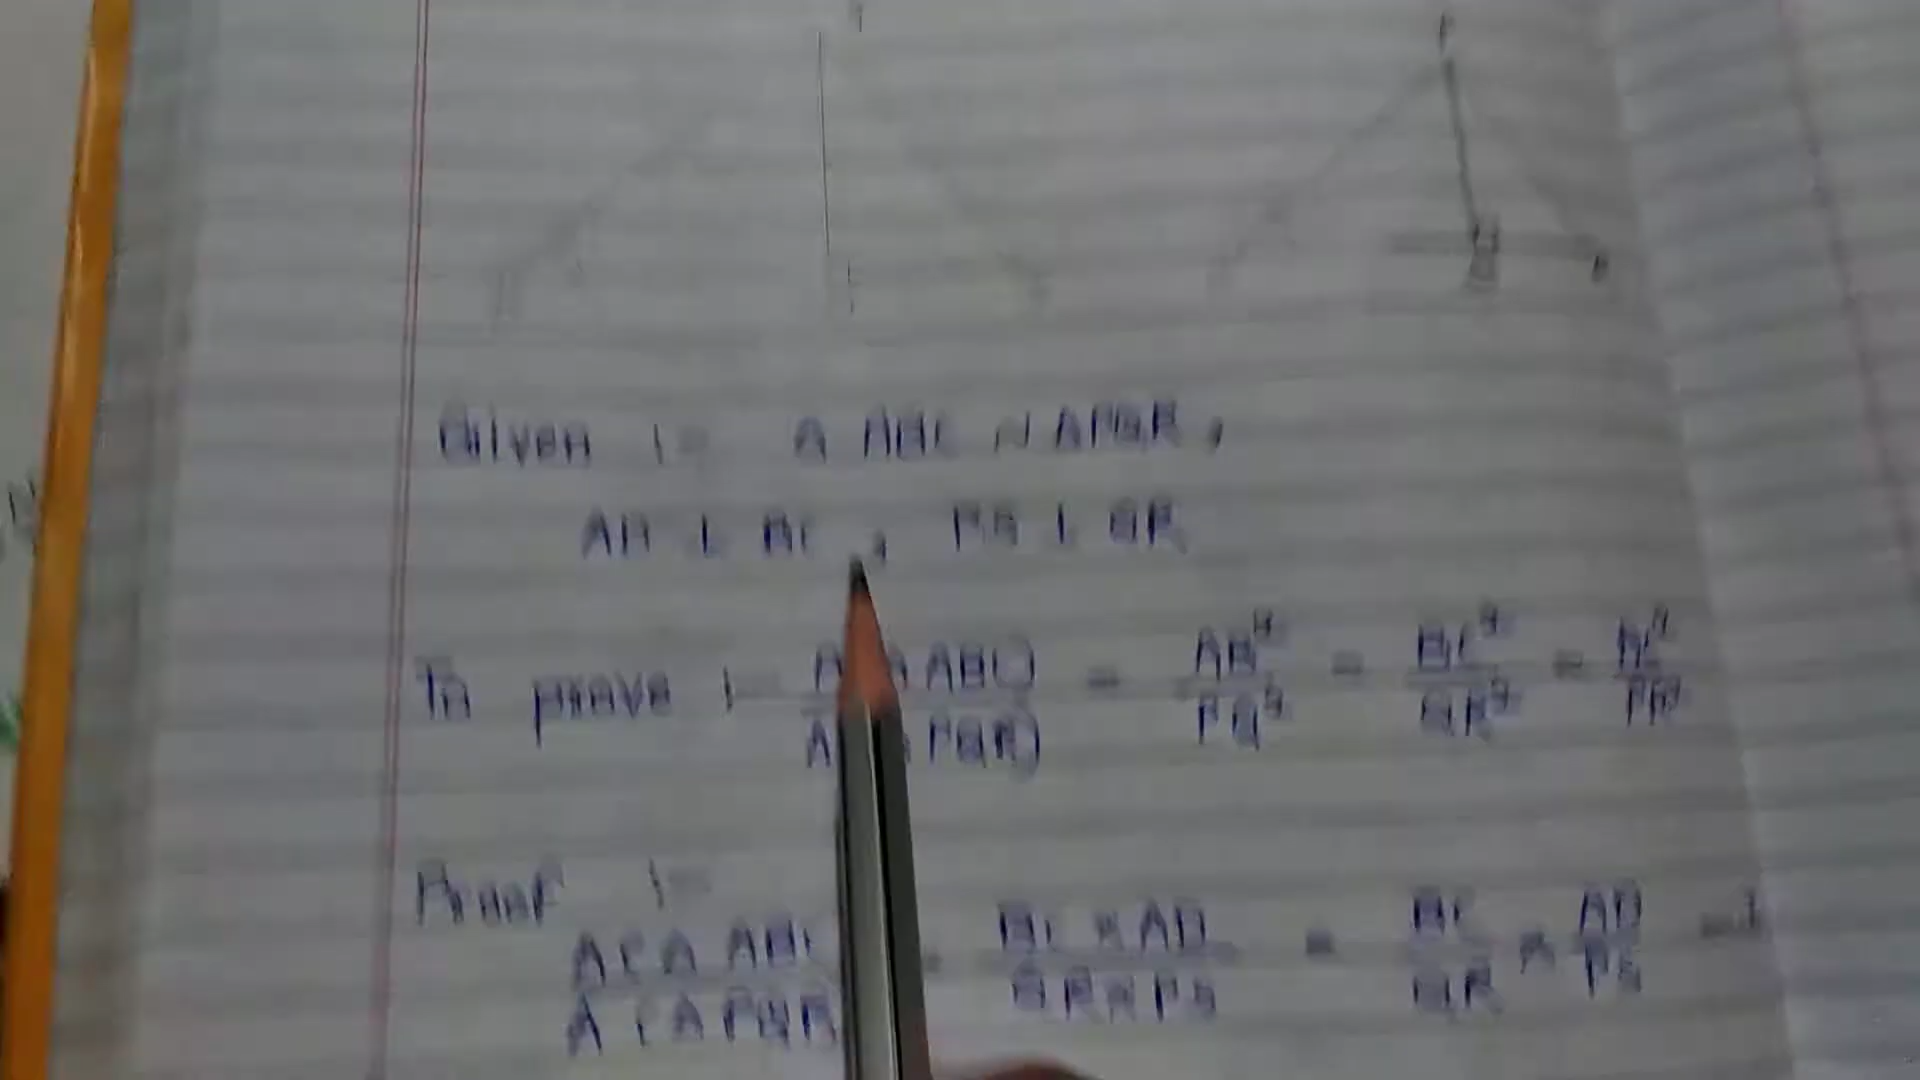 Given :- Δ ABC ~ Δ PQR,
AD ⊥ BC, PS ⊥ QR
To prove :- A(Δ ABC) / A(Δ PQR) = AB² / PQ² = BC² / QR² = AC² / PR²
Proof :-
A(Δ ABC / A(Δ PQR = BC × AD / QR × PS = BC / QR × AD / PS